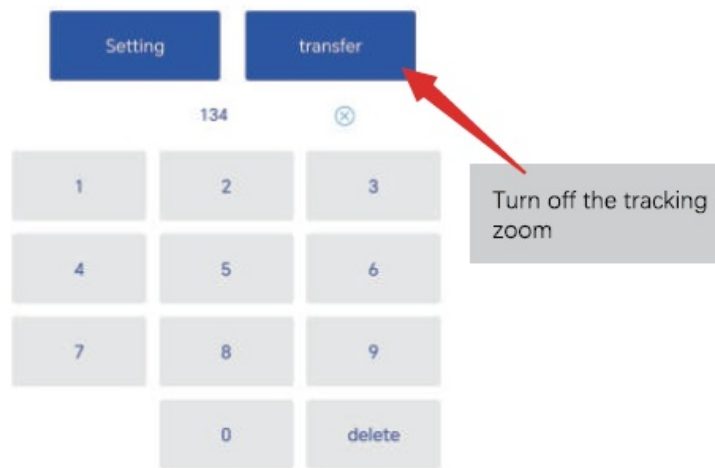 Setting transfer
134
1 2 3
Turn off the tracking
zoom
4 5 6
7 8 9
0 delete